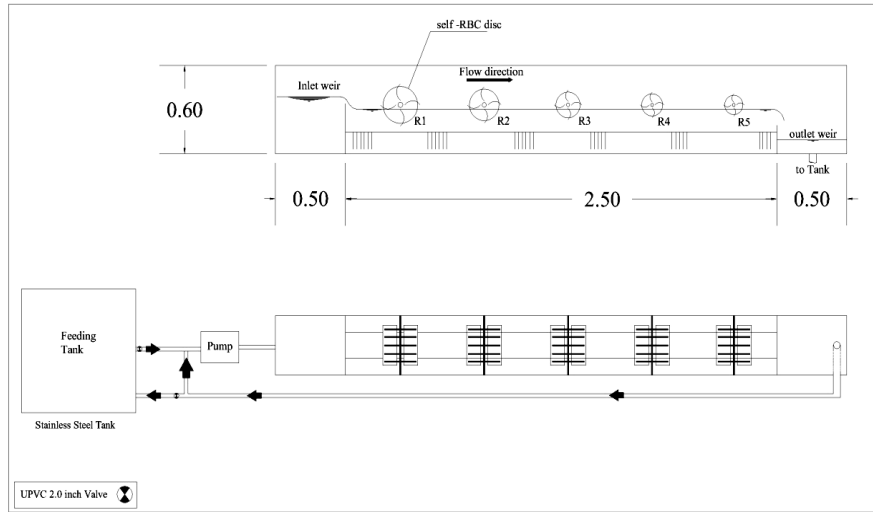 self -RBC disc
Inlet weir
Flow direction
0.60
R1
R2
R3
R4
R5
outlet weir
to Tank
0.50
2.50
0.50
Feeding
Tank
Pump
Stainless Steel Tank
UPVC 2.0 inch Valve